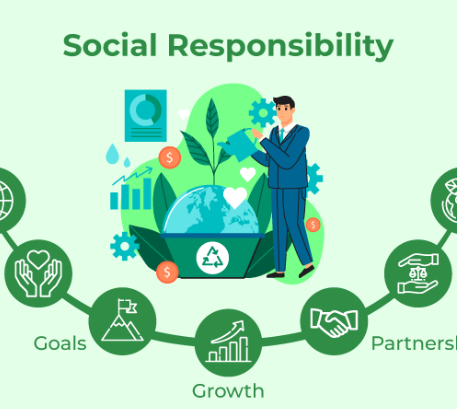 Social Responsibility
$
$
$
Goals
Partnersh
Growth